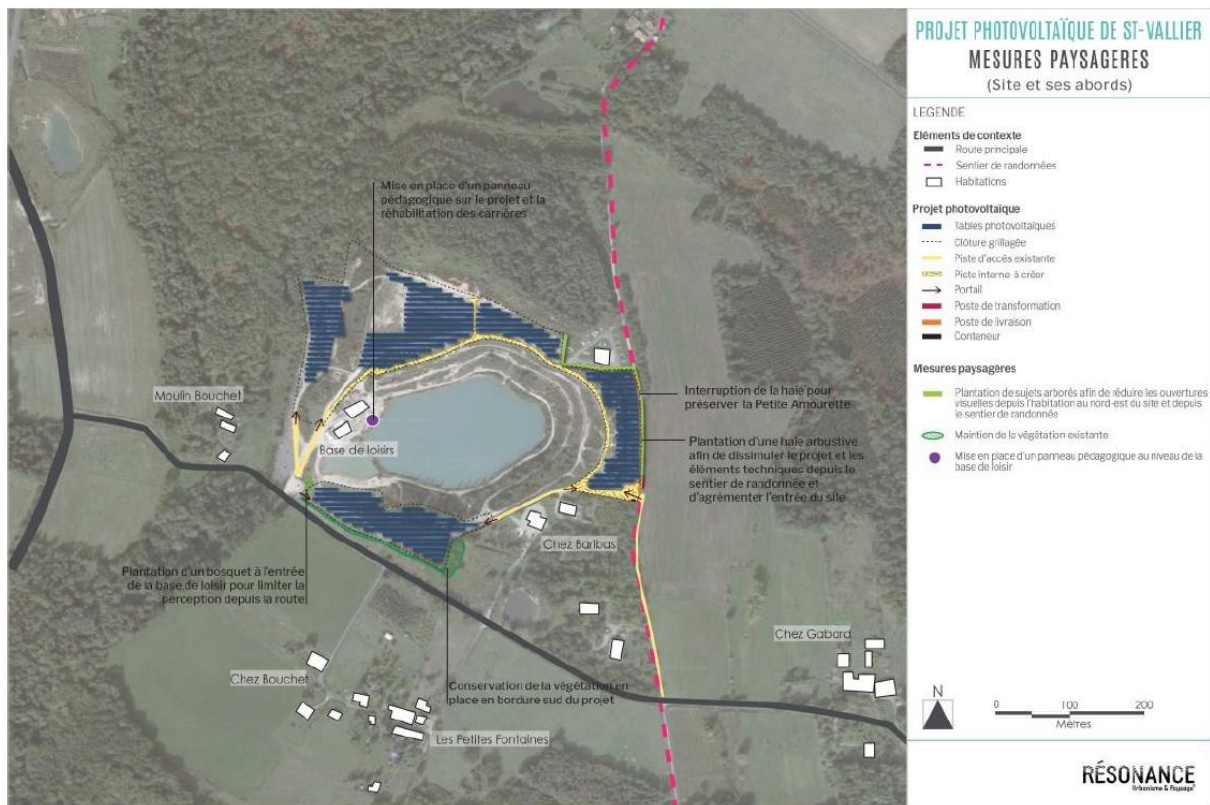 PROJET PHOTOVOLTAÏQUE DE ST-VALLIER
MESURES PAYSAGERES
(Site et ses abords)
LEGENDE
Eléments de contexte
Route principale
Sentier de randonnées
Habitations
Projet photovoltaïque
Tables photovoltaïques
Clôture grillagée
Piste d'accès existante
Piste interne à créer
Portail
Poste de transformation
Poste de livraison
Conteneur
Mesures paysagères
Plantation de sujets arborés afin de réduire les ouvertures
visuelles depuis l'habitation au nord-est du site et depuis
le sentier de randonnée
Maintien de la végétation existante
Mise en place d'un panneau pédagogique au niveau de la
base de loisir
N
0 100 200
Mètres
RÉSONANCE
Urbanisme & Paysage
Mise en place d'un panneau
pédagogique sur le projet et la
réhabilitation des carrières
Moulin Bouchet
Base de loisirs
Interruption de la haie pour
préserver la Petite Amourette
Plantation d'une haie arbustive
afin de dissimuler le projet et les
éléments techniques depuis le
sentier de randonnée et
d'agrémenter l'entrée du site
Chez Baribas
Plantation d'un bosquet à l'entrée
de la base de loisir pour limiter la
perception depuis la route
Chez Bouchet
Conservation de la végétation en
place en bordure sud du projet
Les Petites Fontaines
Chez Gabard